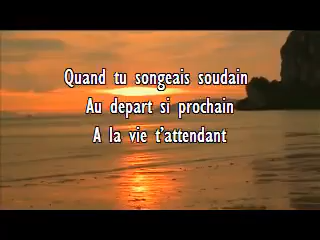 Quand tu songeais soudain
Au depart si prochain
A la vie t'attendant